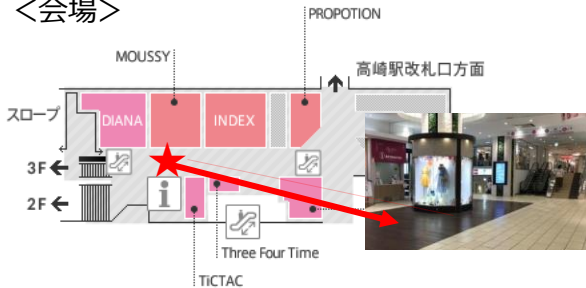 ＜会場＞
PROPOTION
MOUSSY
高崎駅改札口方面
スロープ
DIANA
INDEX
3F
2F
i
Three Four Time
TiCTAC